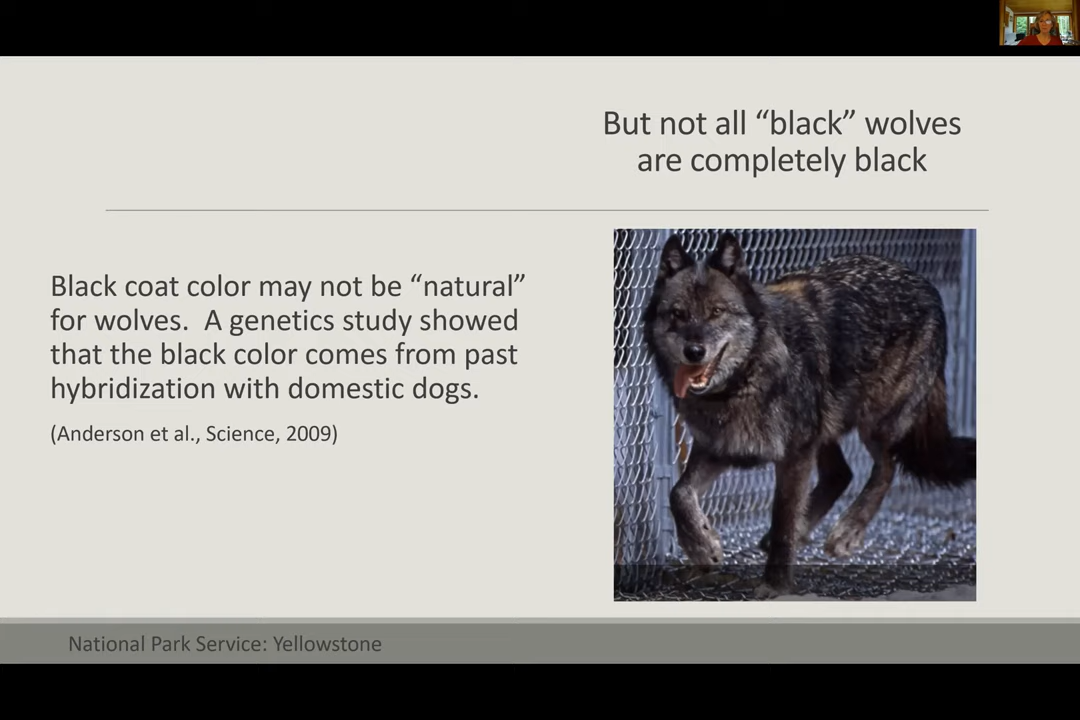 But not all “black” wolves
are completely black
Black coat color may not be “natural”
for wolves.  A genetics study showed
that the black color comes from past
hybridization with domestic dogs.
(Anderson et al., Science, 2009)
National Park Service: Yellowstone